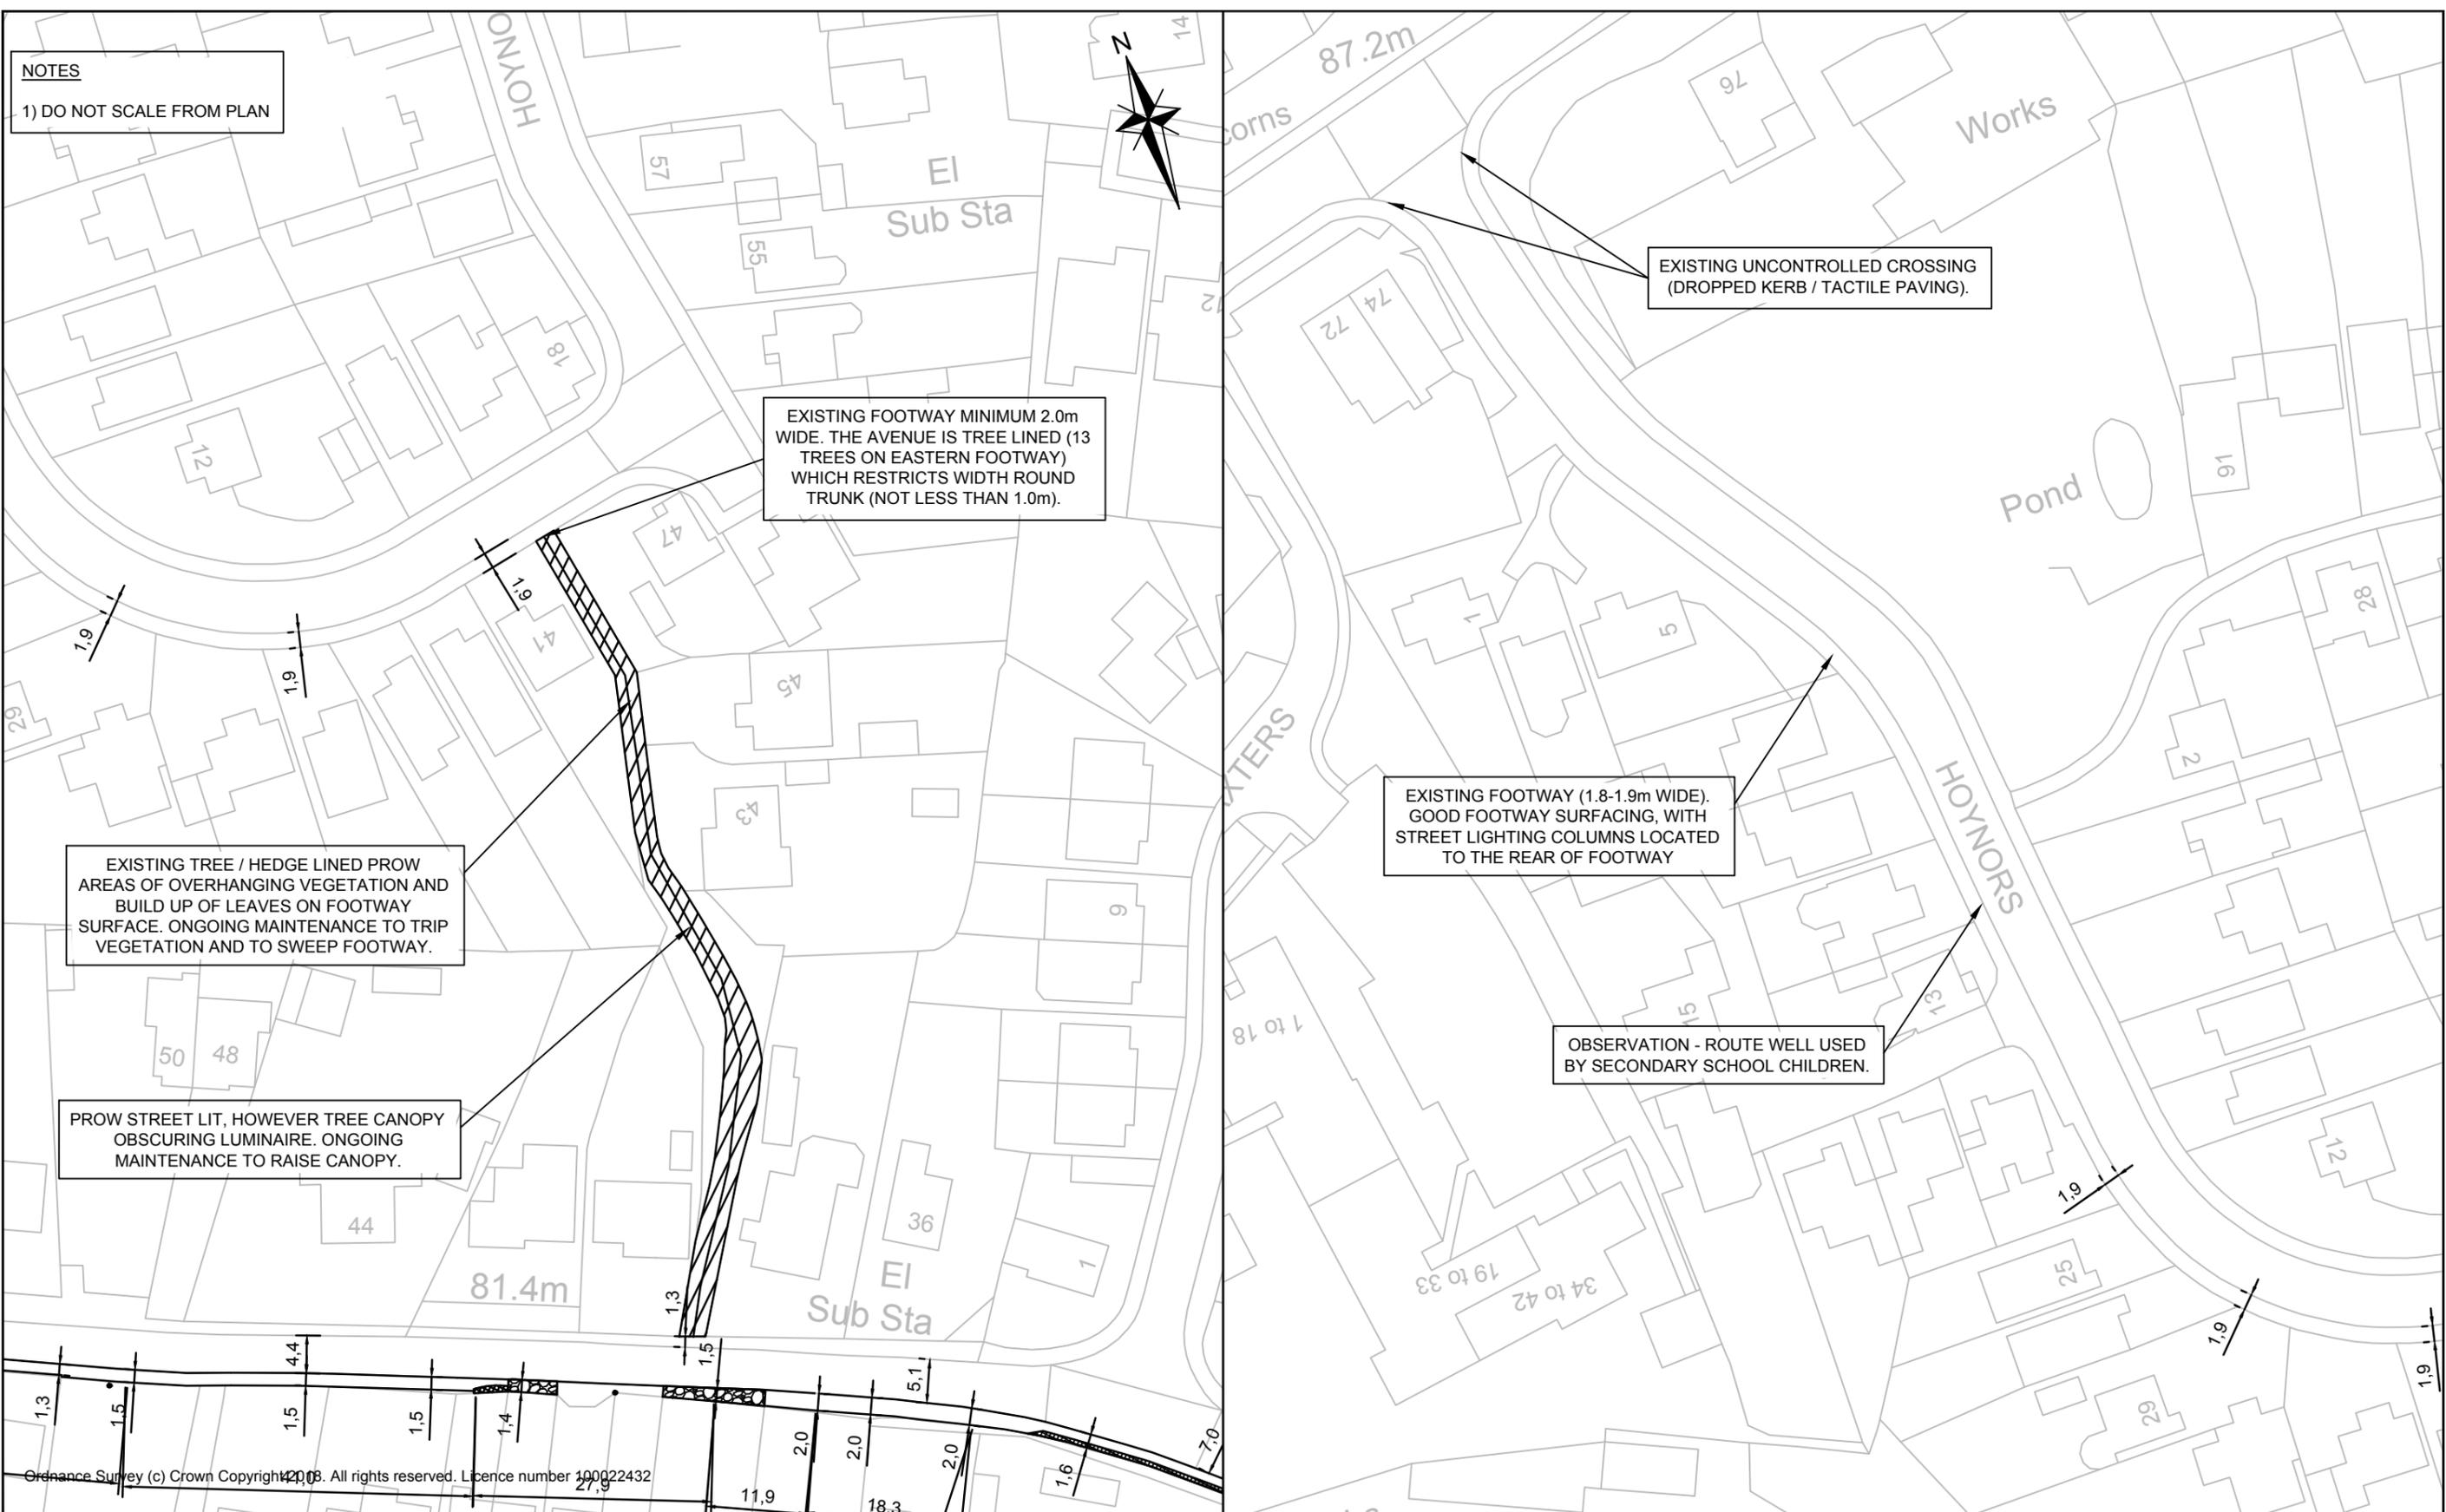 NOTES
1) DO NOT SCALE FROM PLAN
HOYNO
57
El
Sub Sta
55
14
N
12
18
12
EXISTING FOOTWAY MINIMUM 2.0m
WIDE. THE AVENUE IS TREE LINED (13
TREES ON EASTERN FOOTWAY)
WHICH RESTRICTS WIDTH ROUND
TRUNK (NOT LESS THAN 1.0m).
47
1,9
1,9
1,9
41
45
29
43
EXISTING TREE / HEDGE LINED PROW
AREAS OF OVERHANGING VEGETATION AND
BUILD UP OF LEAVES ON FOOTWAY
SURFACE. ONGOING MAINTENANCE TO TRIP
VEGETATION AND TO SWEEP FOOTWAY.
9
50
48
PROW STREET LIT, HOWEVER TREE CANOPY
OBSCURING LUMINAIRE. ONGOING
MAINTENANCE TO RAISE CANOPY.
44
36
1
81.4m
El
Sub Sta
1,3
4,4
1,5
5,1
1,3
1,5
1,5
1,5
1,4
2,0
2,0
2,0
1,6
7,0
Ordnance Survey (c) Crown Copyright 2018. All rights reserved. Licence number 100022432
41,0
27,9
11,9
18,3
87.2m
corns
76
Works
EXISTING UNCONTROLLED CROSSING
(DROPPED KERB / TACTILE PAVING).
72
74
91
Pond
1
5
28
XTERS
2
EXISTING FOOTWAY (1.8-1.9m WIDE).
GOOD FOOTWAY SURFACING, WITH
STREET LIGHTING COLUMNS LOCATED
TO THE REAR OF FOOTWAY
HOYNORS
1 to 18
15
13
OBSERVATION - ROUTE WELL USED
BY SECONDARY SCHOOL CHILDREN.
12
1,9
19 to 33
34 to 42
25
1,9
1,9
29